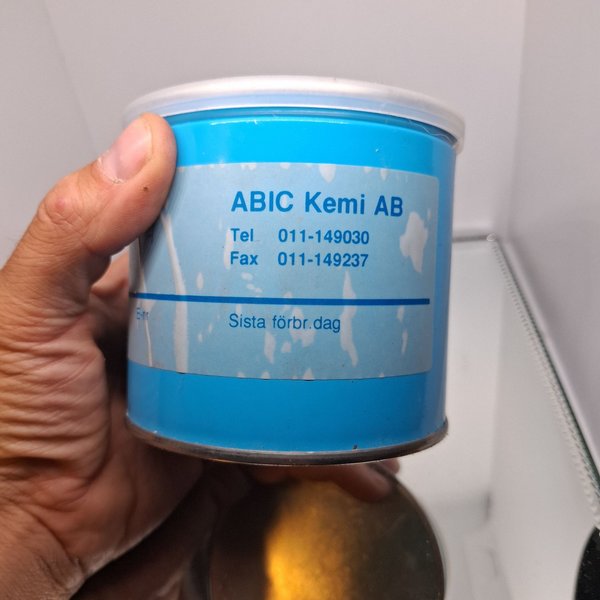 ABIC Kemi AB
Tel 011-149030
Fax 011-149237
Sista förbr.dag